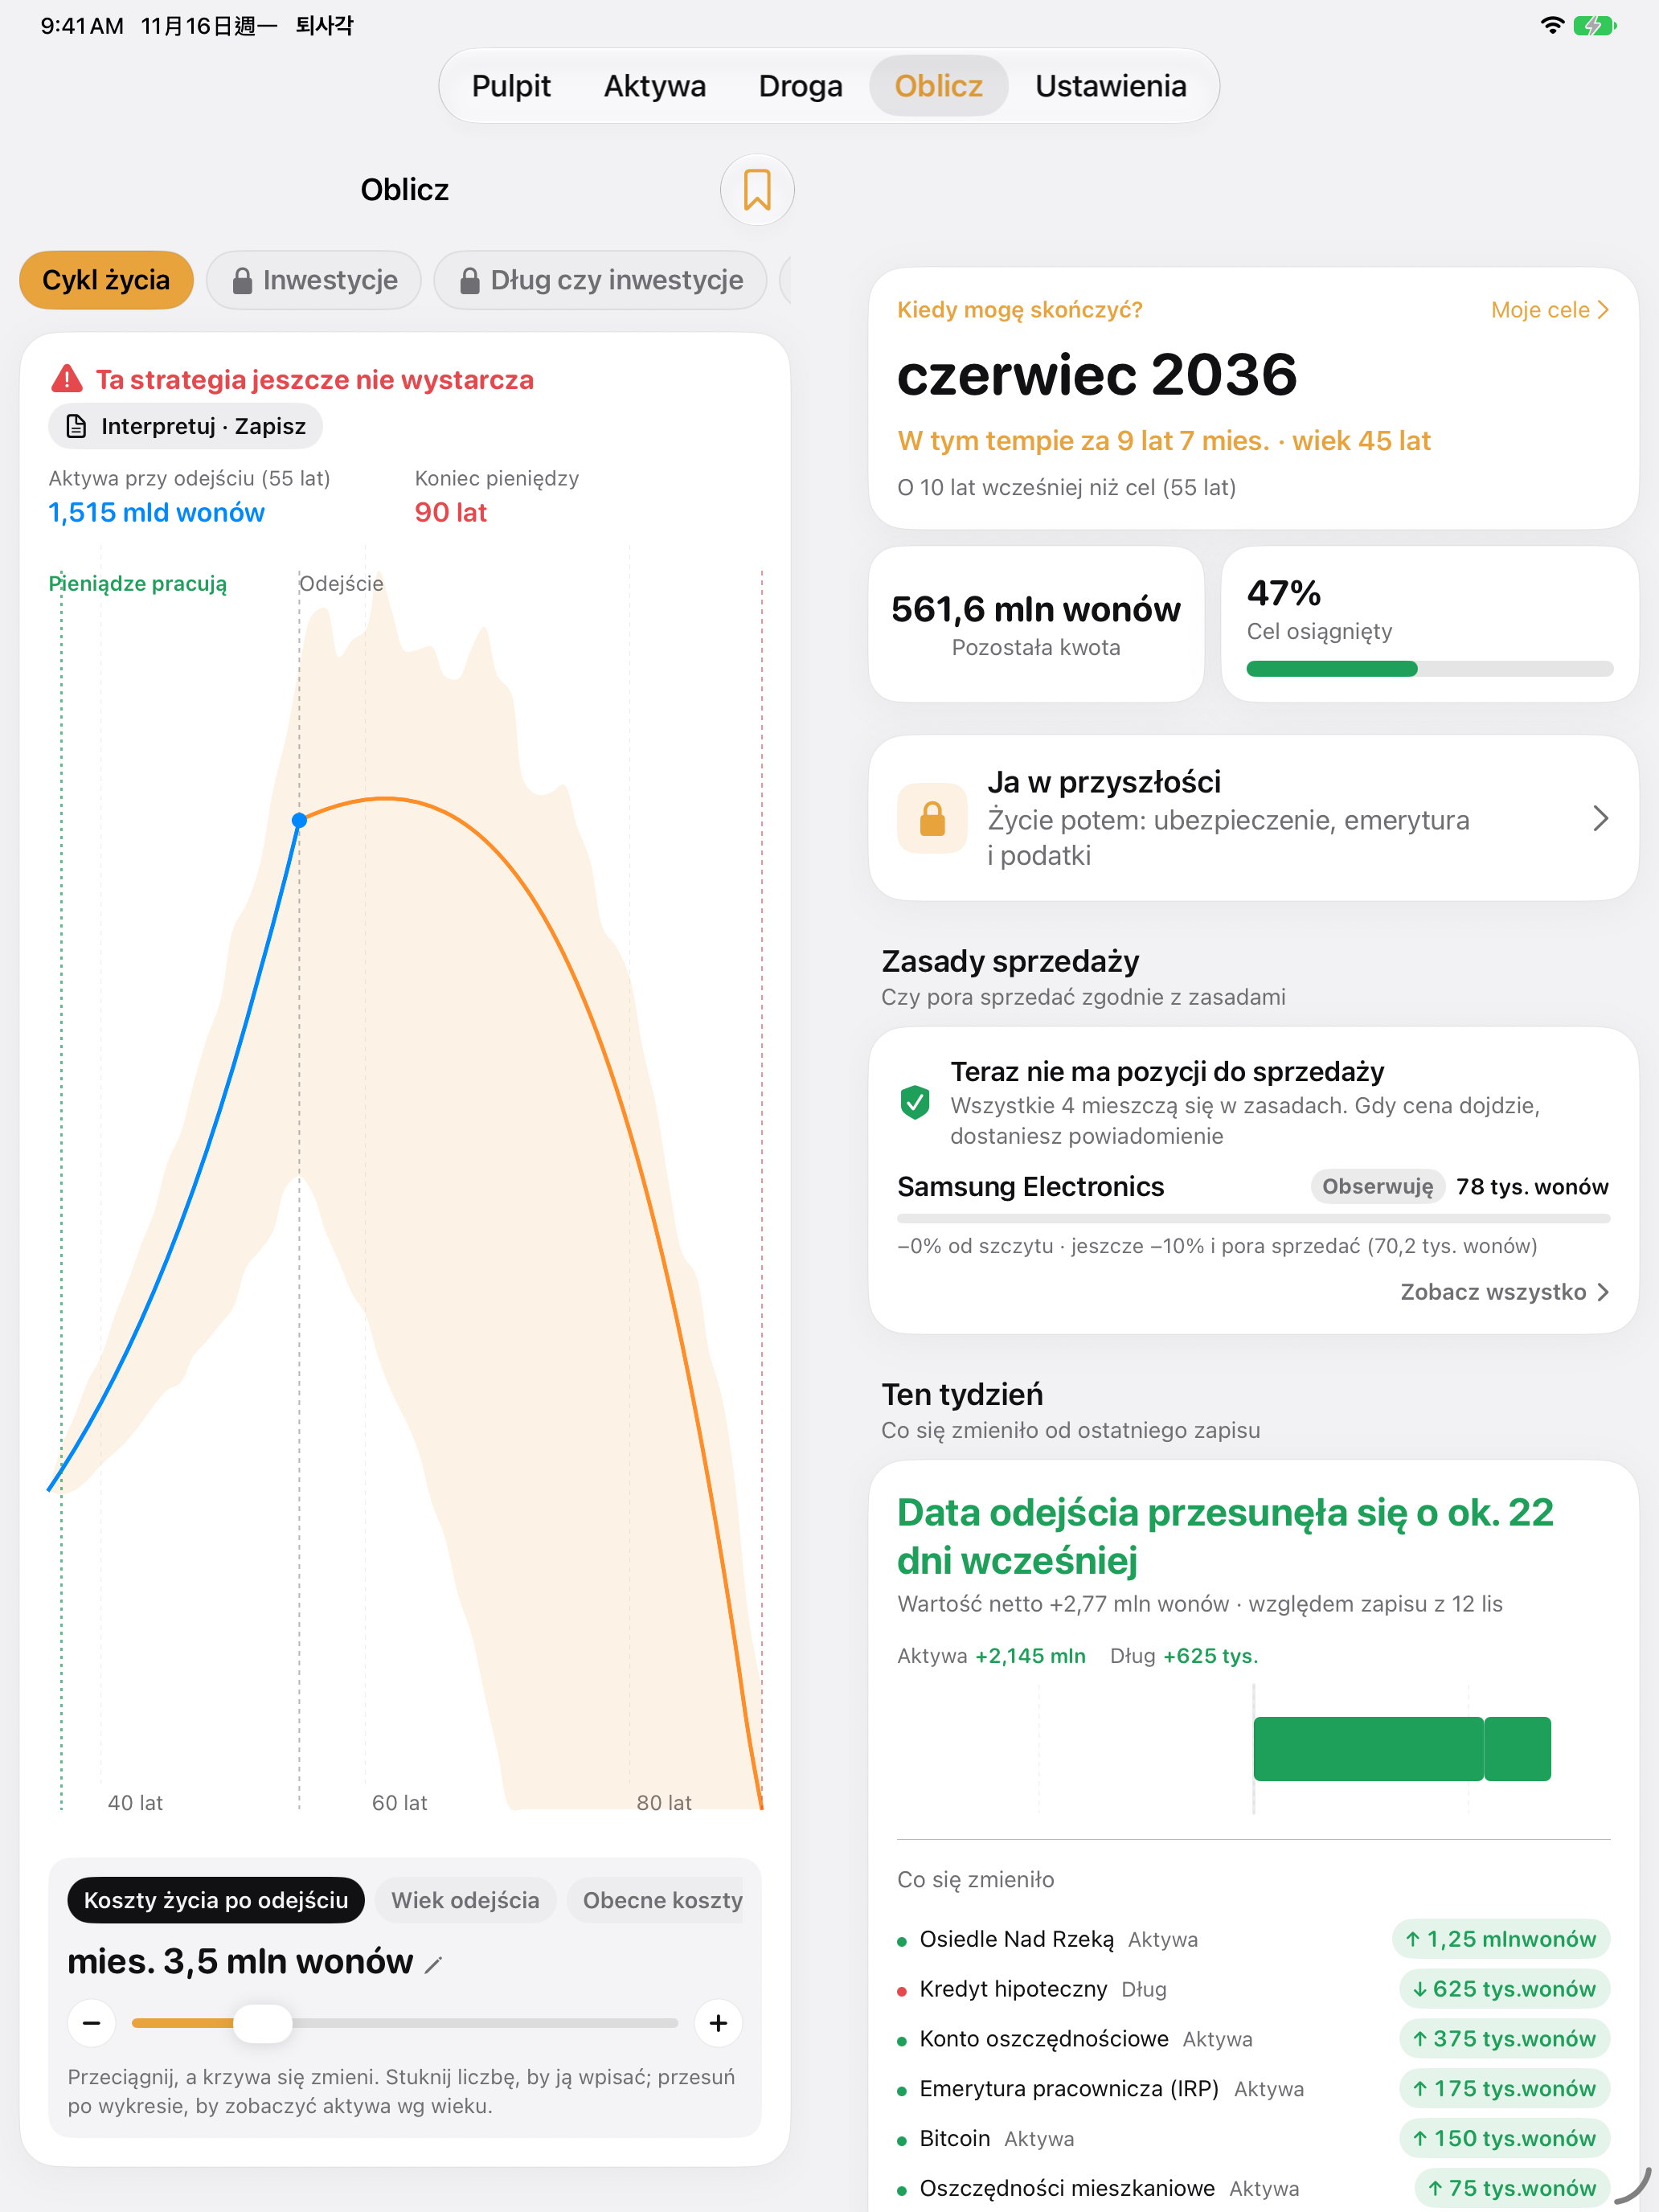 9:41 AM 11月16日週一 퇴사각
Pulpit
Aktywa
Droga
Oblicz
Ustawienia
Oblicz
Cykl życia
Inwestycje
Dług czy inwestycje
Ta strategia jeszcze nie wystarcza
Interpretuj · Zapisz
Aktywa przy odejściu (55 lat)
1,515 mld wonów
Koniec pieniędzy
90 lat
Pieniądze pracują
Odejście
40 lat
60 lat
80 lat
Koszty życia po odejściu
Wiek odejścia
Obecne koszty
mies. 3,5 mln wonów
Przeciągnij, a krzywa się zmieni. Stuknij liczbę, by ją wpisać; przesuń
po wykresie, by zobaczyć aktywa wg wieku.
Kiedy mogę skończyć?
Moje cele
czerwiec 2036
W tym tempie za 9 lat 7 mies. · wiek 45 lat
O 10 lat wcześniej niż cel (55 lat)
561,6 mln wonów
Pozostała kwota
47%
Cel osiągnięty
Ja w przyszłości
Życie potem: ubezpieczenie, emerytura
i podatki
Zasady sprzedaży
Czy pora sprzedać zgodnie z zasadami
Teraz nie ma pozycji do sprzedaży
Wszystkie 4 mieszczą się w zasadach. Gdy cena dojdzie,
dostaniesz powiadomienie
Samsung Electronics
Obserwuję
78 tys. wonów
−0% od szczytu · jeszcze −10% i pora sprzedać (70,2 tys. wonów)
Zobacz wszystko
Ten tydzień
Co się zmieniło od ostatniego zapisu
Data odejścia przesunęła się o ok. 22
dni wcześniej
Wartość netto +2,77 mln wonów · względem zapisu z 12 lis
Aktywa +2,145 mln Dług +625 tys.
Co się zmieniło
Osiedle Nad Rzeką Aktywa ↑ 1,25 mlnwonów
Kredyt hipoteczny Dług ↓ 625 tys.wonów
Konto oszczędnościowe Aktywa ↑ 375 tys.wonów
Emerytura pracownicza (IRP) Aktywa ↑ 175 tys.wonów
Bitcoin Aktywa ↑ 150 tys.wonów
Oszczędności mieszkaniowe Aktywa ↑ 75 tys.wonów